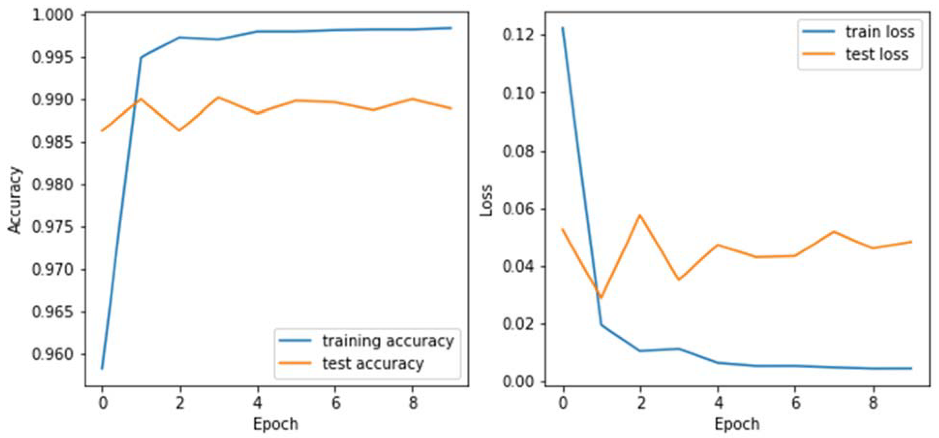 1.000
0.995
0.990
0.985
0.980
0.975
0.970
0.965
0.960
Accuracy
training accuracy
test accuracy
0 2 4 6 8
Epoch
0.12
0.10
0.08
0.06
0.04
0.02
0.00
Loss
train loss
test loss
0 2 4 6 8
Epoch